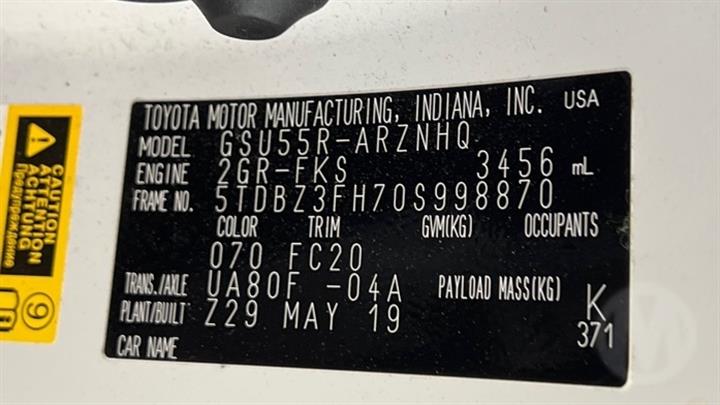 TOYOTA MOTOR MANUFACTURING, INDIANA, INC. USA
MODEL GSU55R-ARZNHQ
ENGINE 2GR-FKS 3456 mL
FRAME NO. 5TDBZ3FH70S998870
COLOR TRIM GVM(KG) OCCUPANTS
070 FC20
TRANS./AXLE UA80F -04A PAYLOAD MASS(KG) K
PLANT/BUILT Z29 MAY 19 371
CAR NAME
CAUTION
ATTENTION
ACHTUNG
Предупреждение
9